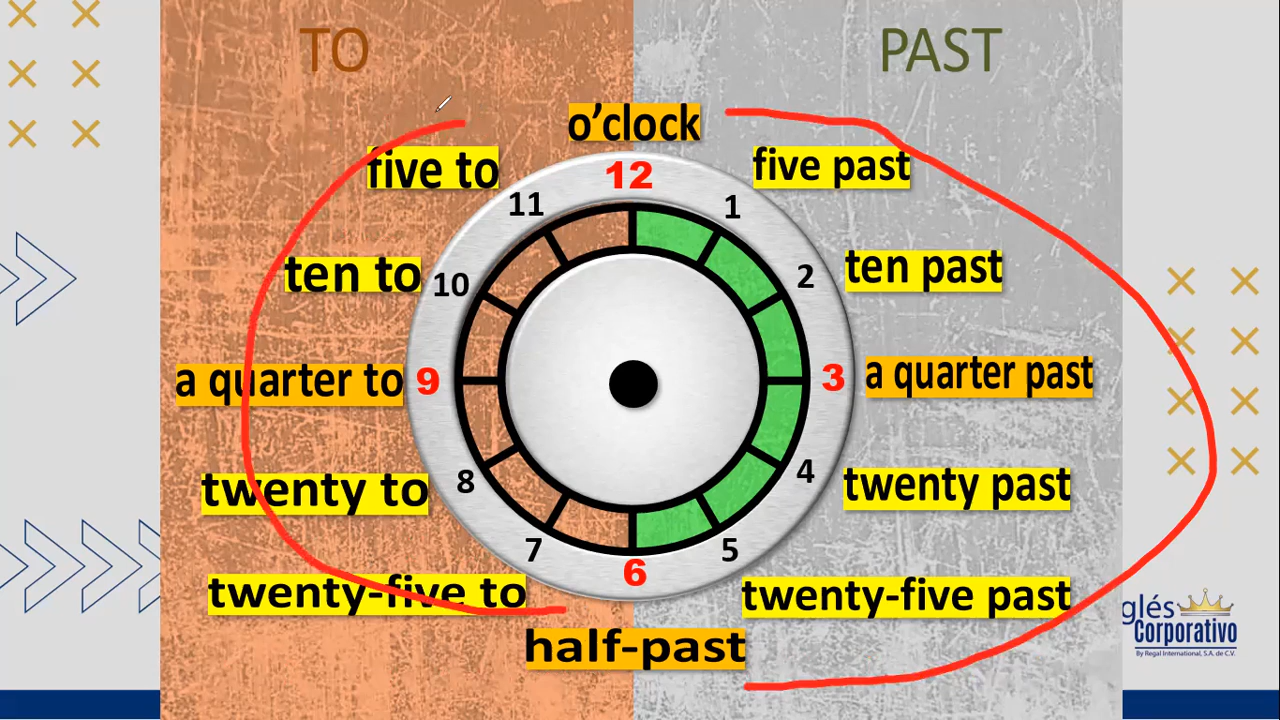 TO
PAST
o'clock
five to
five past
12
11
1
ten to
ten past
10
2
a quarter to
9
3
a quarter past
twenty to
8
4
twenty past
7
5
6
twenty-five to
twenty-five past
half-past
glés
Corporativo
By Regal International, S.A. de C.V.